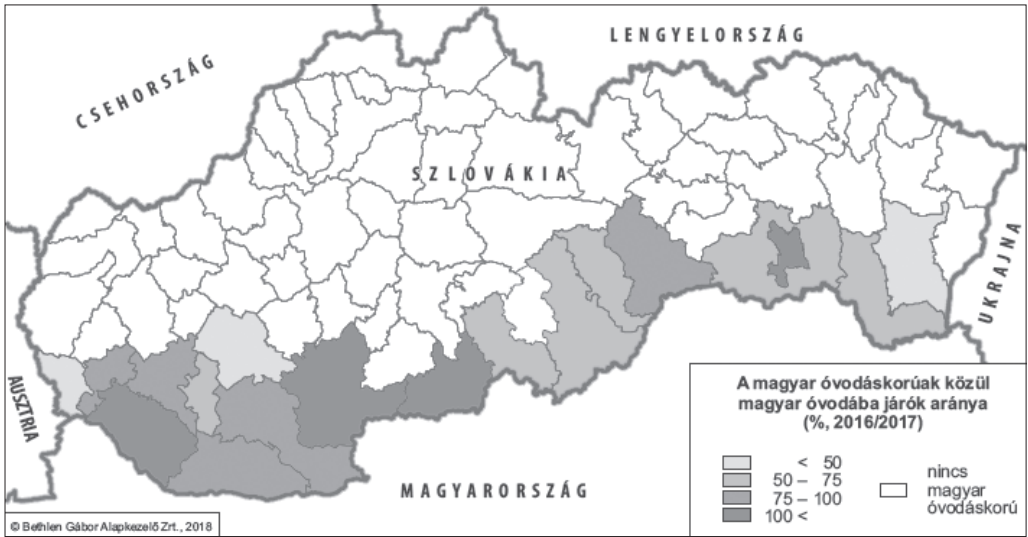 LENGYELORSZÁG
CSEHORSZÁG
SZLOVÁKIA
UKRAJNA
AUSZTRIA
MAGYARORSZÁG
A magyar óvodáskorúak közül
magyar óvodába járók aránya
(%, 2016/2017)
< 50
50 – 75
75 – 100
100 <
nincs
magyar
óvodáskorú
© Bethlen Gábor Alapkezelő Zrt., 2018